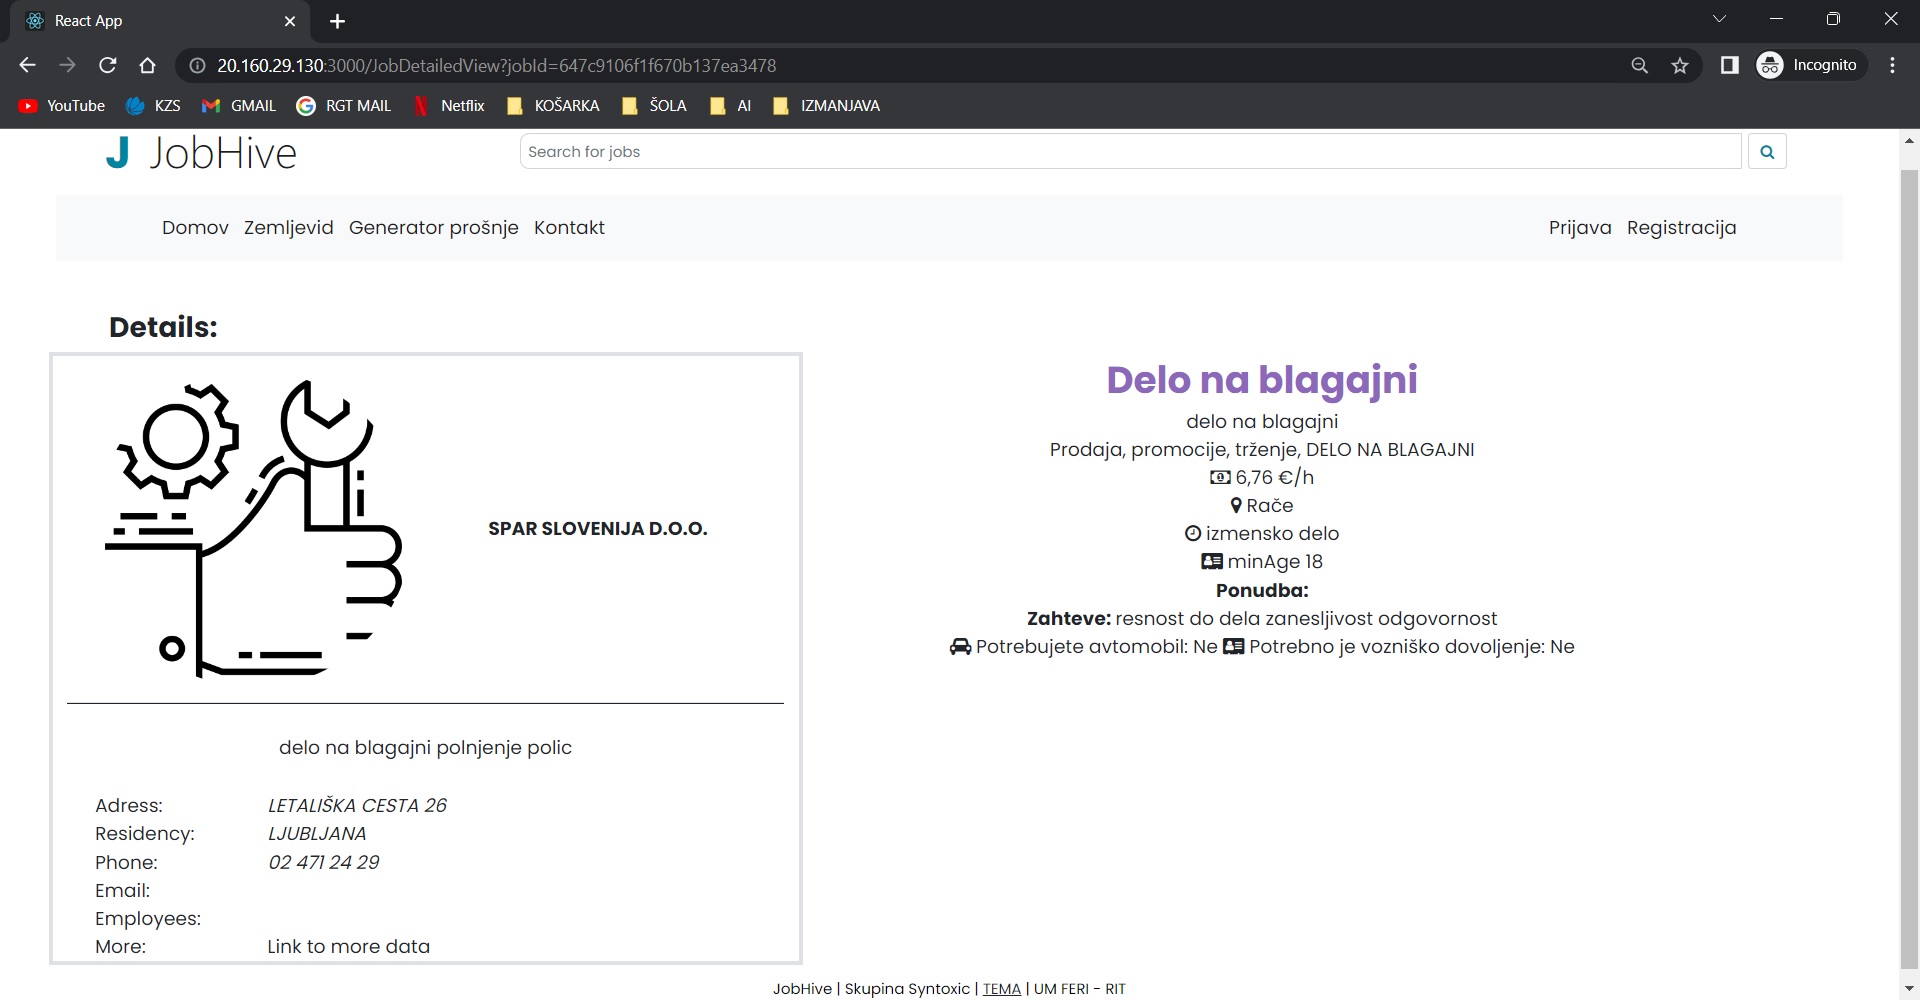 React App
20.160.29.130:3000/JobDetailedView?jobId=647c9106f1f670b137ea3478
Incognito
YouTube KZS GMAIL RGT MAIL Netflix KOŠARKA ŠOLA AI IZMANJAVA
J JobHive
Search for jobs
Domov Zemljevid Generator prošnje Kontakt
Prijava Registracija
Details:
SPAR SLOVENIJA D.O.O.
delo na blagajni polnjenje polic
Adress: LETALIŠKA CESTA 26
Residency: LJUBLJANA
Phone: 02 471 24 29
Email:
Employees:
More: Link to more data
Delo na blagajni
delo na blagajni
Prodaja, promocije, trženje, DELO NA BLAGAJNI
6,76 €/h
Rače
izmensko delo
minAge 18
Ponudba:
Zahteve: resnost do dela zanesljivost odgovornost
Potrebujete avtomobil: Ne Potrebno je vozniško dovoljenje: Ne
JobHive | Skupina Syntoxic | TEMA | UM FERI - RIT